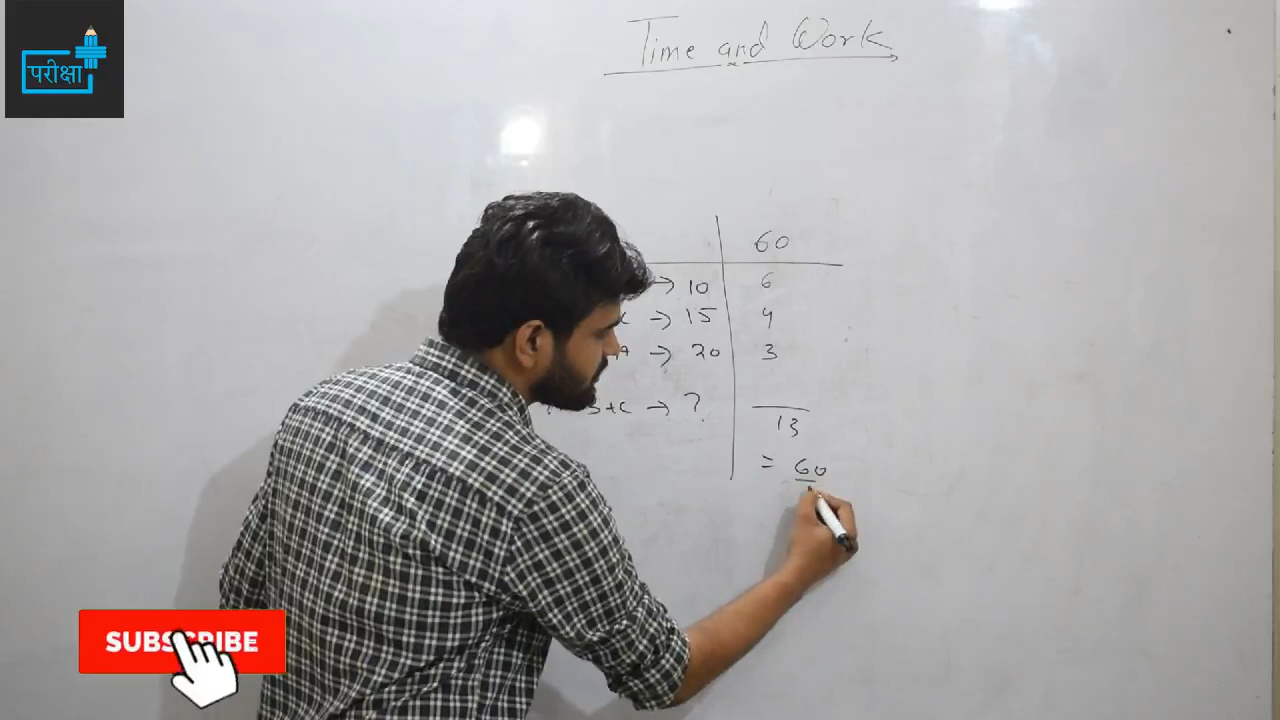 परीक्षा
Time and Work
60
→ 10 6
→ 15 4
→ 20 3
+C → ? 13
= 60
SUBSCRIBE